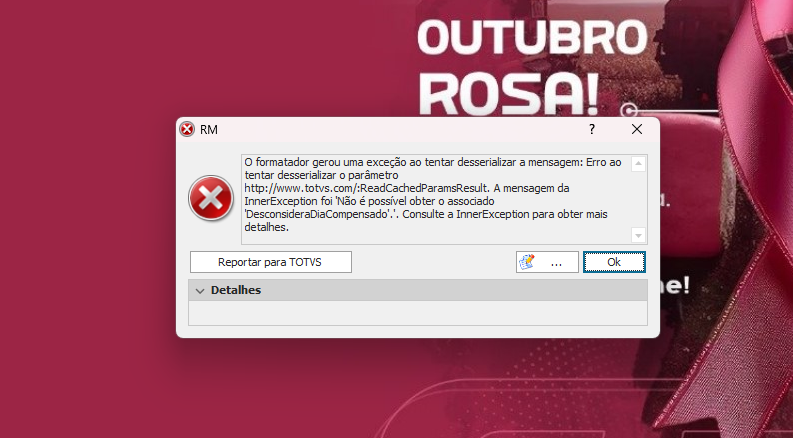 OUTUBRO
ROSA!
RM
O formatador gerou uma exceção ao tentar desserializar a mensagem: Erro ao
tentar desserializar o parâmetro
http://www.totvs.com/:ReadCachedParamsResult. A mensagem da
InnerException foi 'Não é possível obter o associado
'DesconsideraDiaCompensado'.'. Consulte a InnerException para obter mais
detalhes.
Reportar para TOTVS
...
Ok
Detalhes